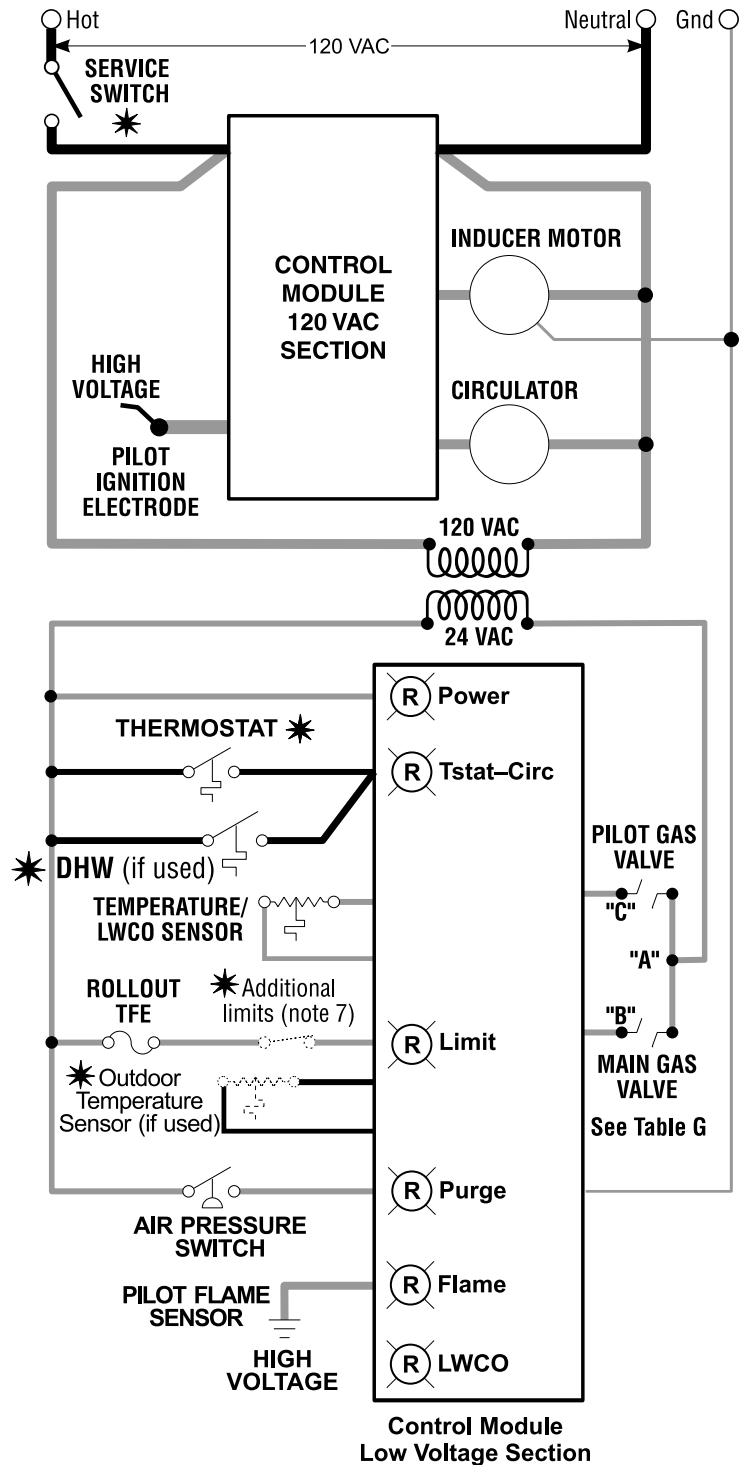 Hot
Neutral
Gnd
120 VAC
SERVICE
SWITCH
INDUCER MOTOR
CONTROL
MODULE
120 VAC
SECTION
HIGH
VOLTAGE
CIRCULATOR
PILOT
IGNITION
ELECTRODE
120 VAC
24 VAC
R Power
THERMOSTAT
R Tstat–Circ
DHW (if used)
PILOT GAS
VALVE
"C"
TEMPERATURE/
LWCO SENSOR
"A"
ROLLOUT
TFE
Additional
limits (note 7)
"B"
R Limit
MAIN GAS
VALVE
Outdoor
Temperature
Sensor (if used)
See Table G
R Purge
AIR PRESSURE
SWITCH
R Flame
PILOT FLAME
SENSOR
HIGH
VOLTAGE
R LWCO
Control Module
Low Voltage Section